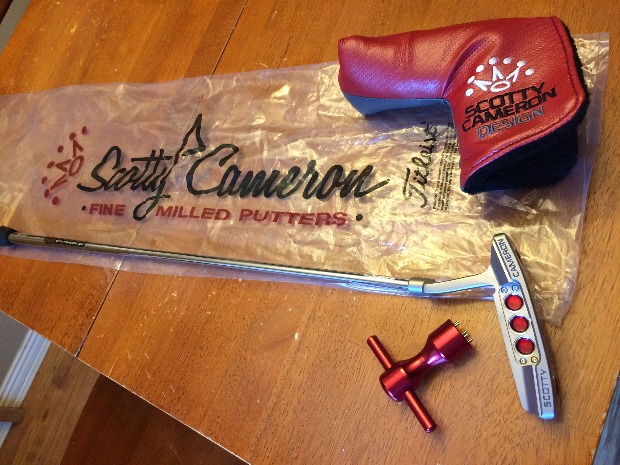 Scotty Cameron
• FINE MILLED PUTTERS •
Titleist
SCOTTY
CAMERON
DESIGN
CAMERON
SCOTTY